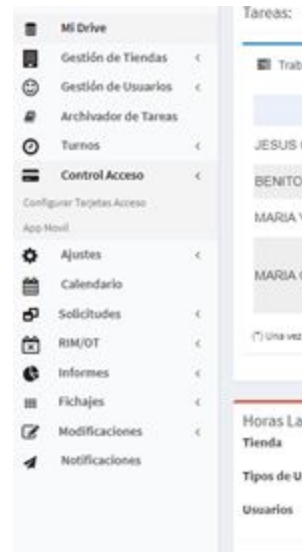 Mi Drive
Gestión de Tiendas
Gestión de Usuarios
Archivador de Tareas
Turnos
Control Acceso
Configurar Tarjetas Acceso
App Movil
Ajustes
Calendario
Solicitudes
RIM/OT
Informes
Fichajes
Modificaciones
Notificaciones
Tareas:
Trab
JESUS
BENITO
MARIA V
MARIA
(*) Una vez
Horas La
Tienda
Tipos de U
Usuarios